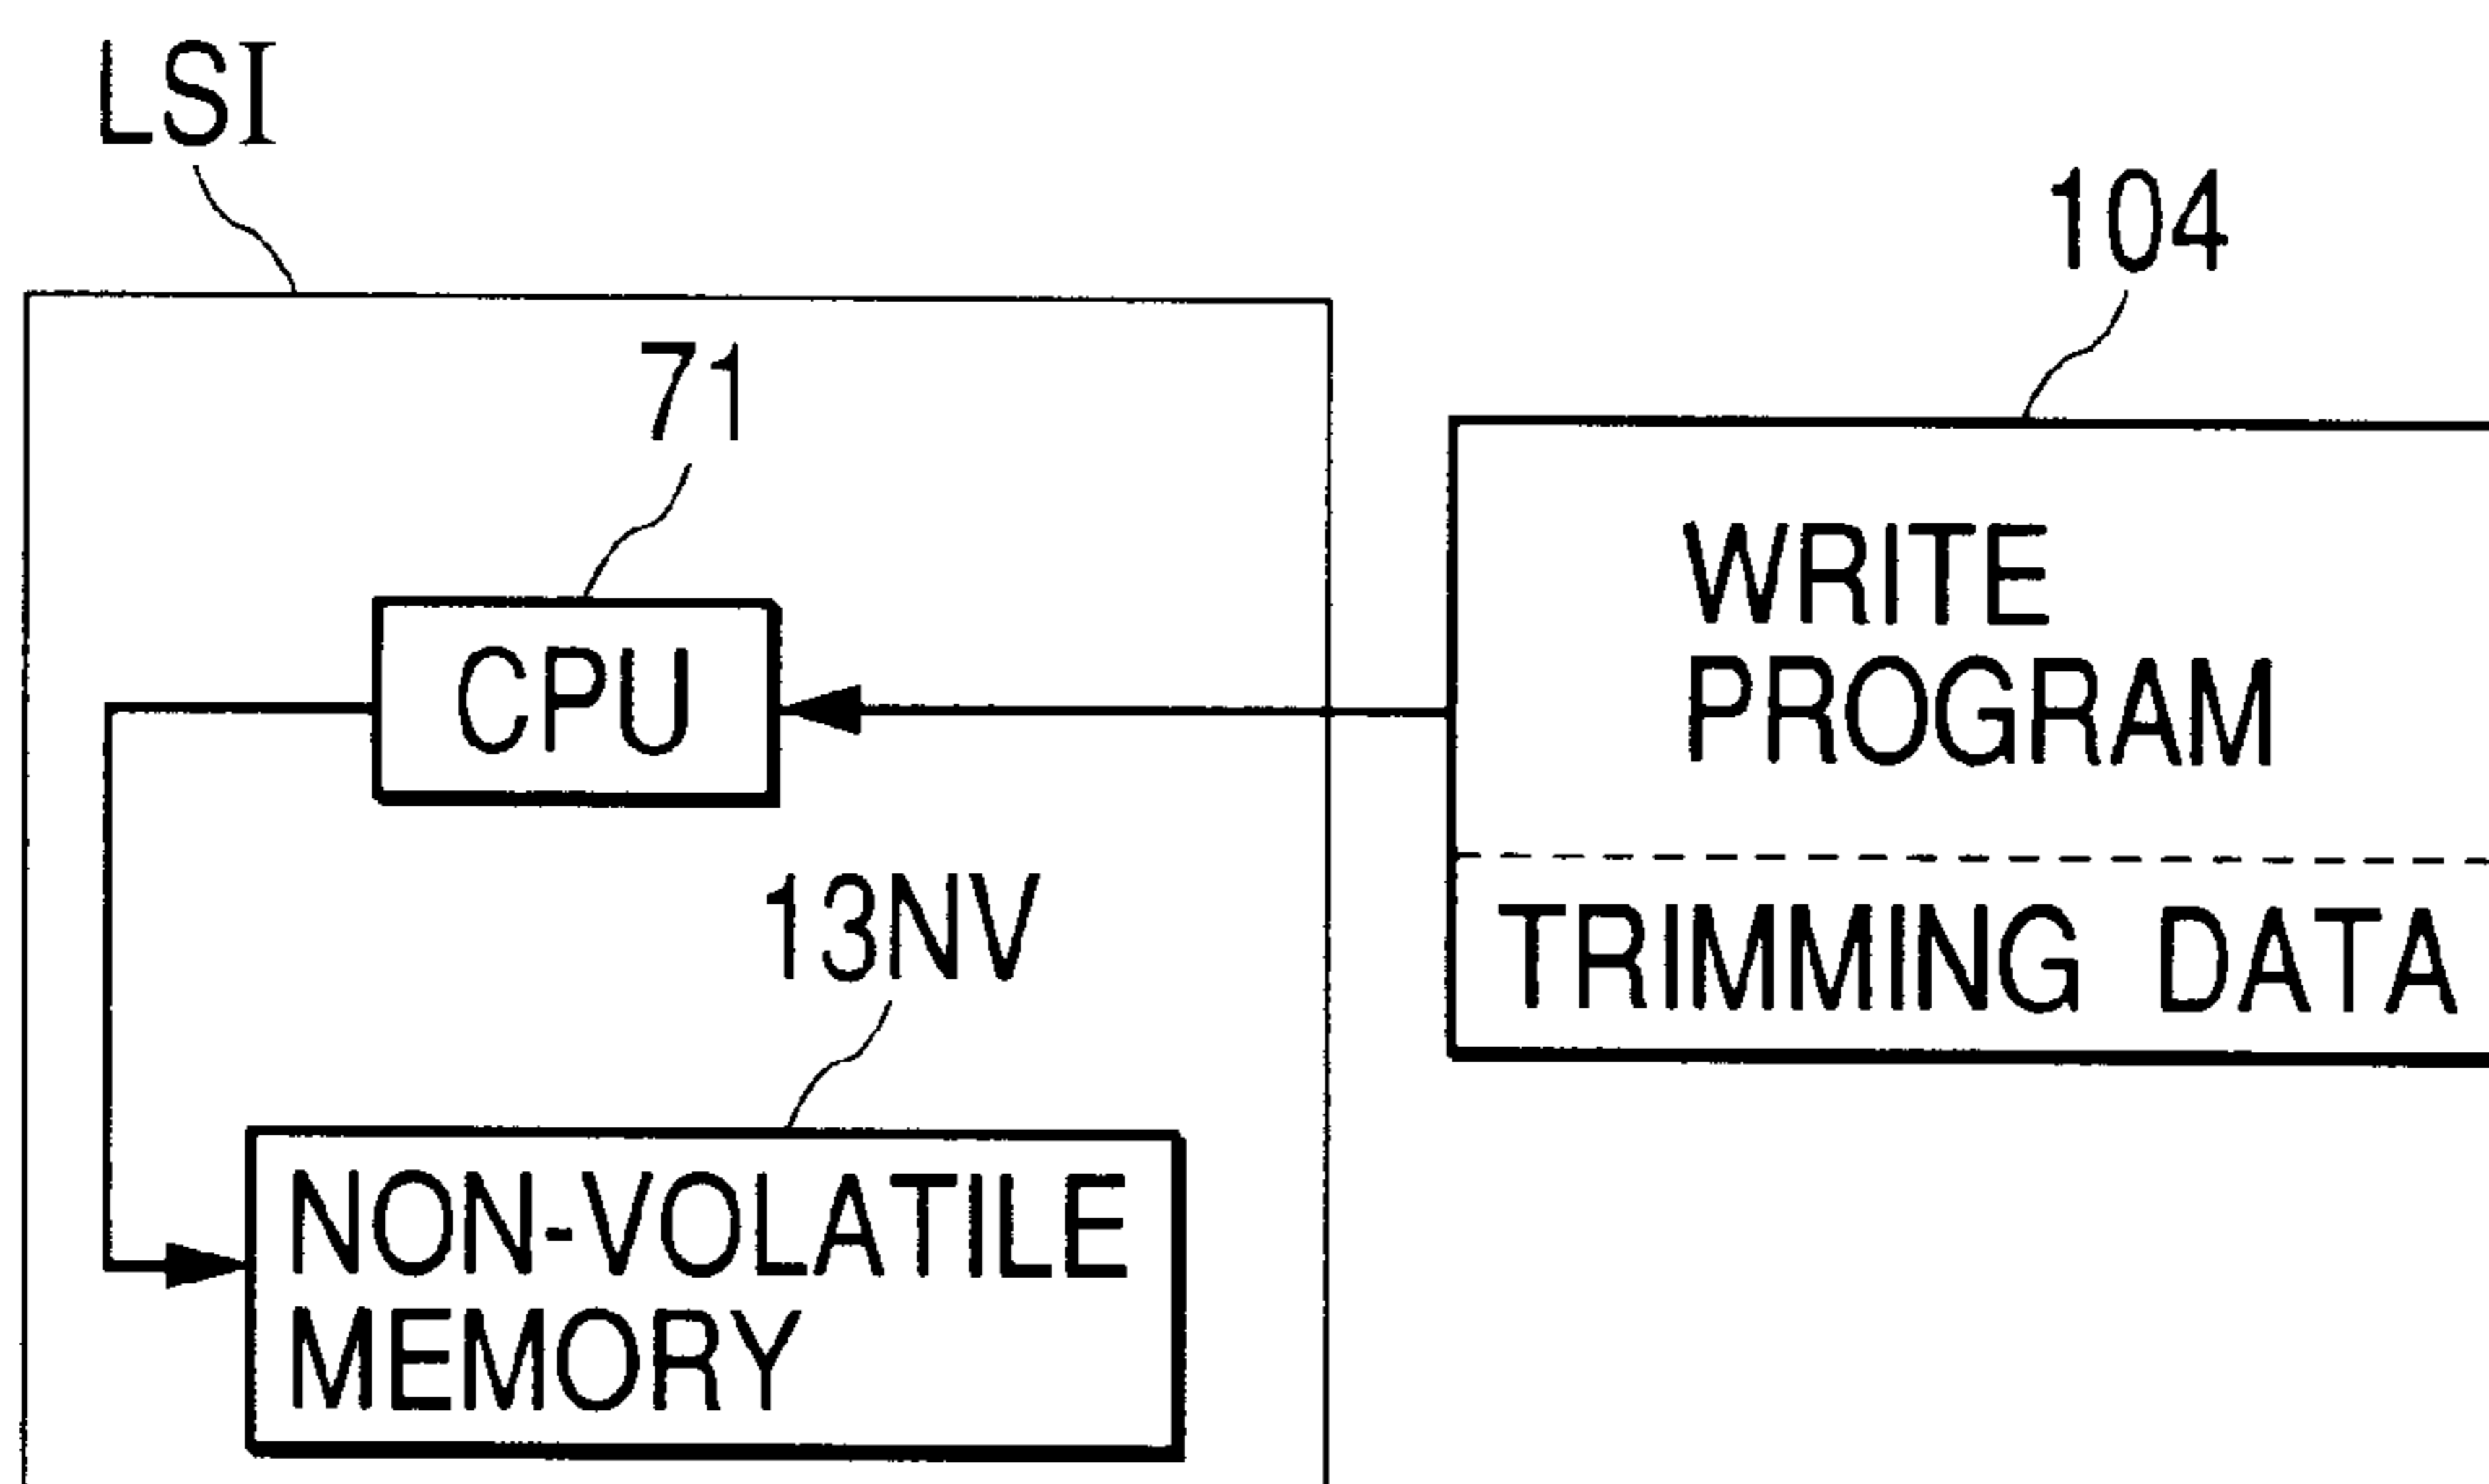 LSI
104
71
WRITE
PROGRAM
CPU
TRIMMING DATA
13NV
NON-VOLATILE
MEMORY